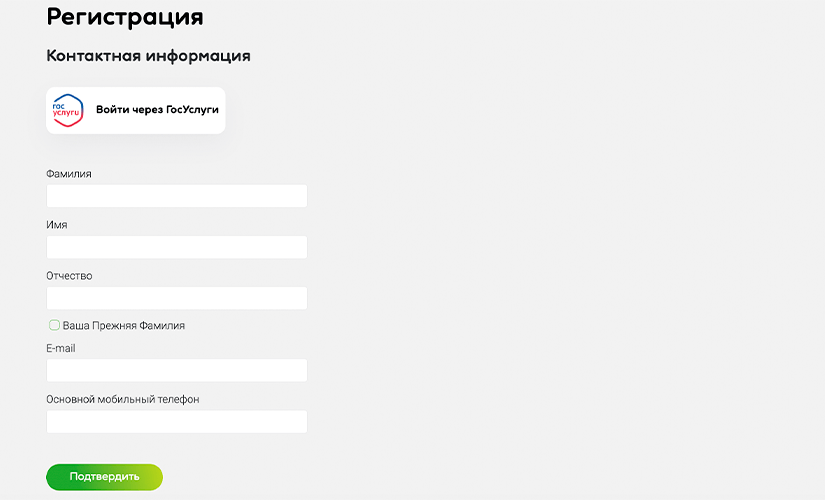 Регистрация
Контактная информация
гос
услуги
Войти через ГосУслуги
Фамилия
Имя
Отчество
Ваша Прежняя Фамилия
E-mail
Основной мобильный телефон
Подтвердить